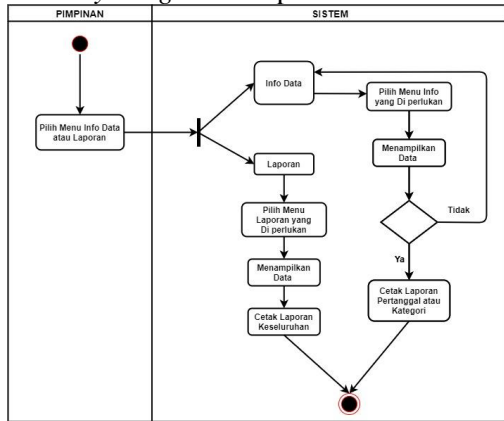 PIMPINAN
SISTEM
Pilih Menu Info Data
atau Laporan
Info Data
Pilih Menu Info
yang Di perlukan
Menampilkan
Data
Tidak
Ya
Cetak Laporan
Pertanggal atau
Kategori
Laporan
Pilih Menu
Laporan yang
Di perlukan
Menampilkan
Data
Cetak Laporan
Keseluruhan